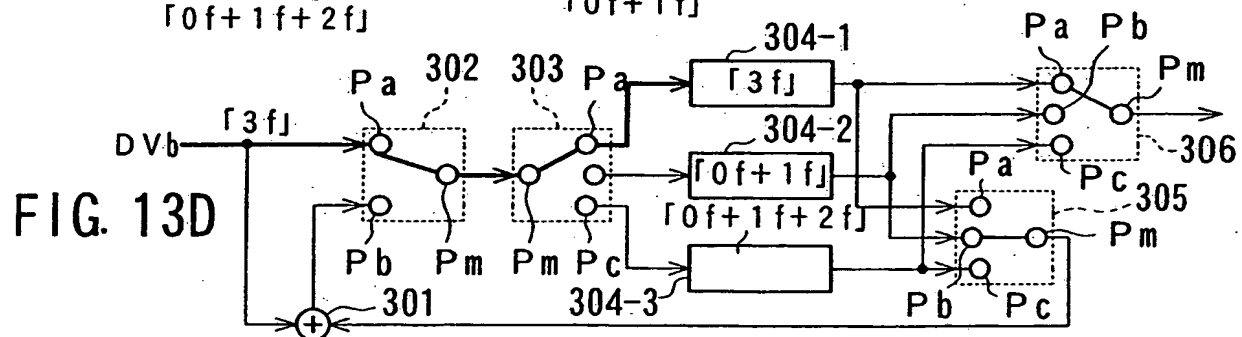 「0f+1f+2f」
「0f+1f」
304-1
Pa
Pb
302
303
Pa
Pa
「3f」
Pm
「3f」
304-2
DVb
「0f+1f」
306
Pa
Pc
FIG. 13D
「0f+1f+2f」
305
Pm
Pb
Pm
Pm
Pc
304-3
Pb
Pc
301
+